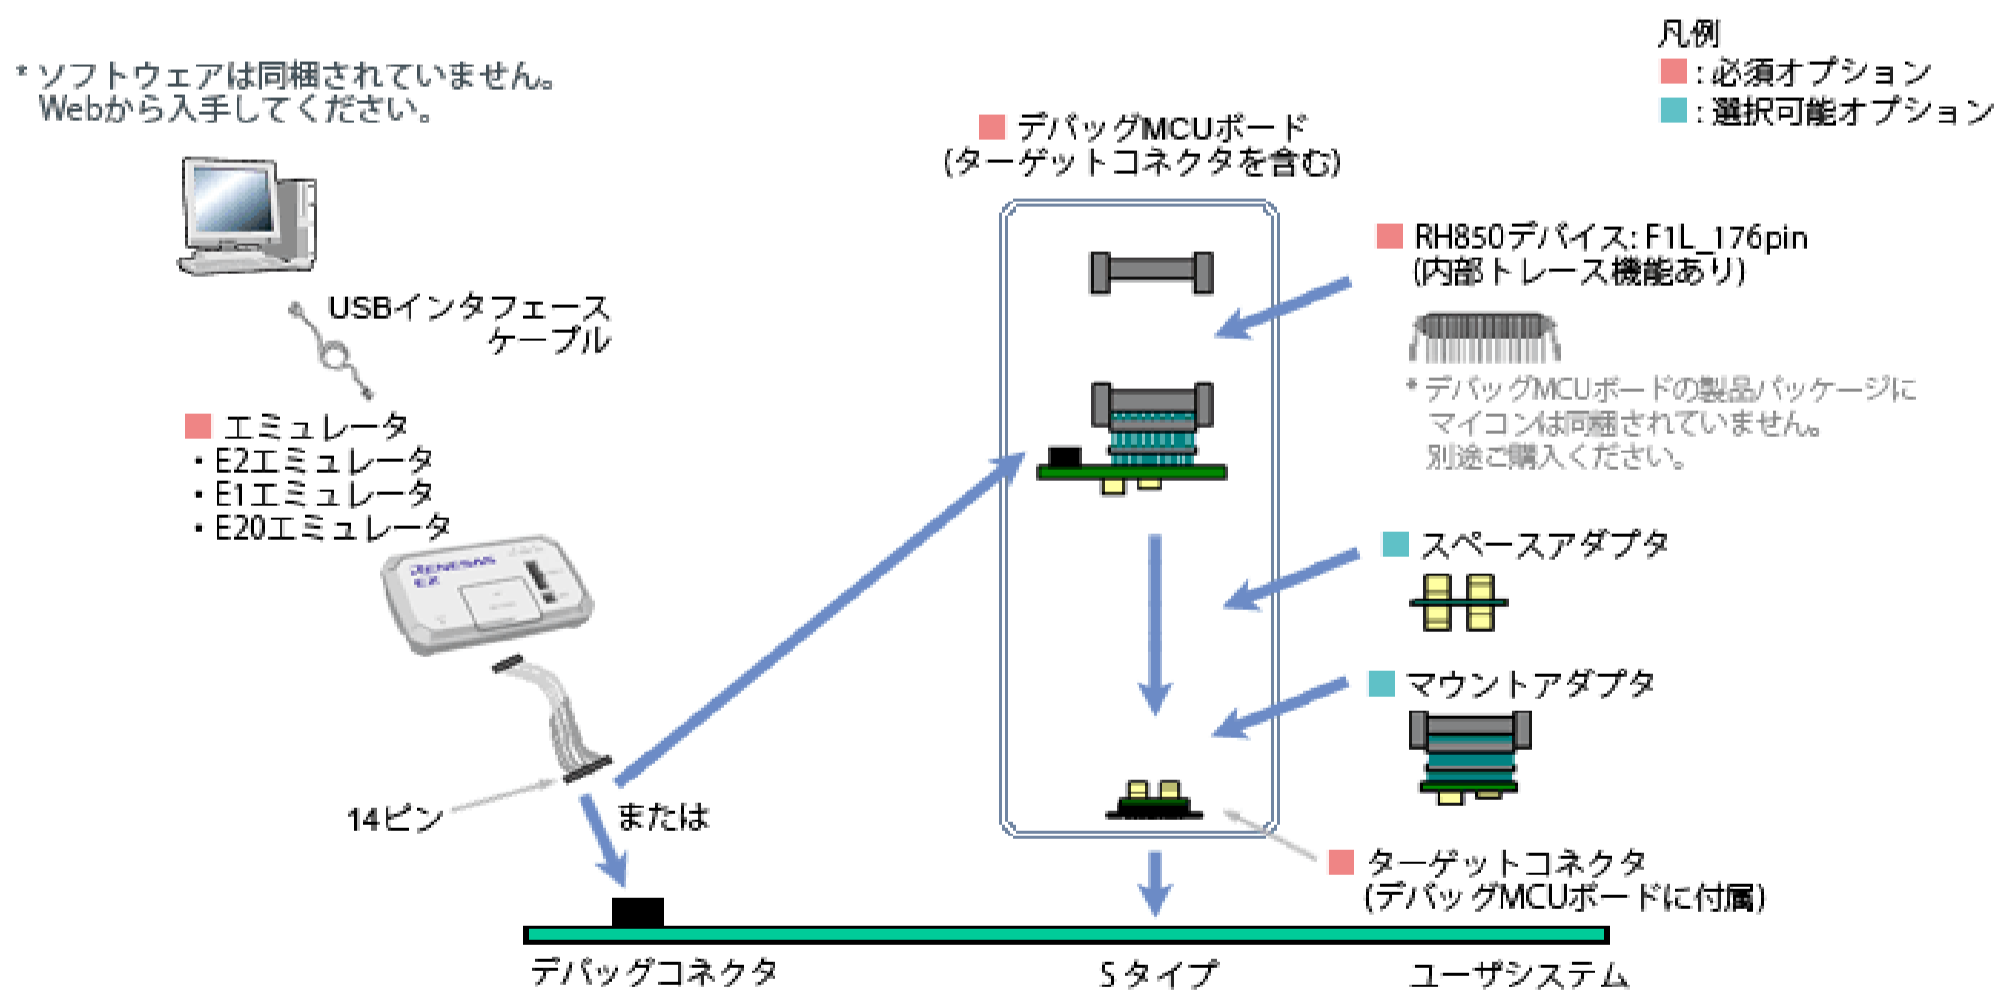 * ソフトウェアは同梱されていません。
Webから入手してください。
凡例
: 必須オプション
: 選択可能オプション
デバッグMCUボード
(ターゲットコネクタを含む)
RH850デバイス: F1L_176pin
(内部トレース機能あり)
* デバッグMCUボードの製品パッケージに
マイコンは同梱されていません。
別途ご購入ください。
USBインタフェース
ケーブル
エミュレータ
・E2エミュレータ
・E1エミュレータ
・E20エミュレータ
RENESAS
E2
スペースアダプタ
マウントアダプタ
14ピン
または
ターゲットコネクタ
(デバッグMCUボードに付属)
デバッグコネクタ
Sタイプ
ユーザシステム